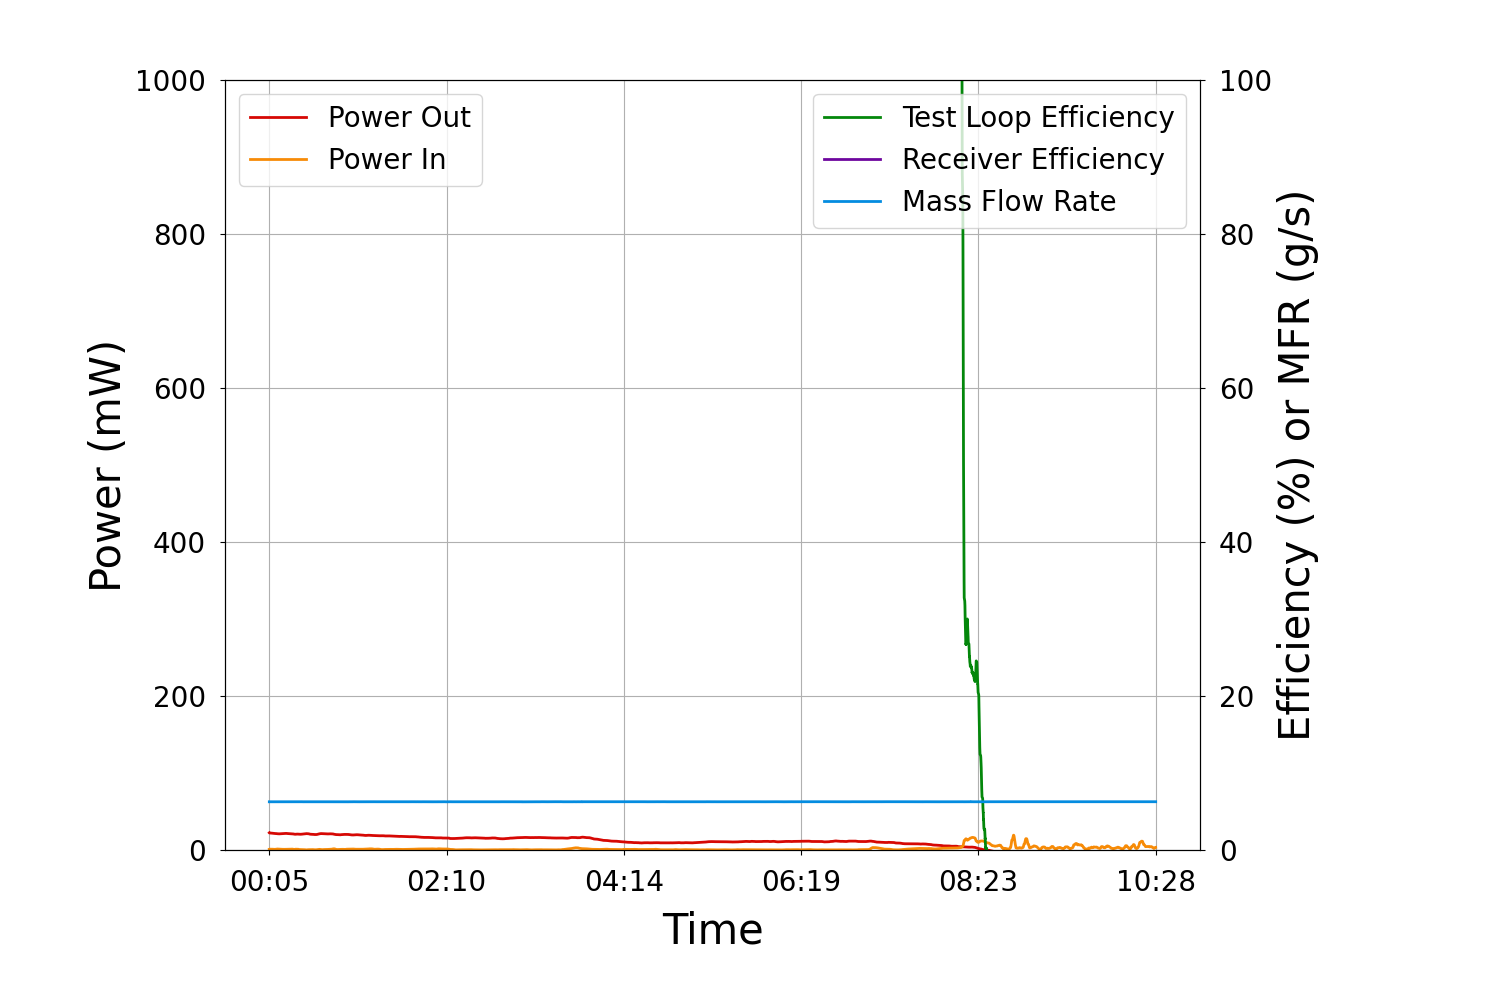 1000
800
600
400
200
0
Power (mW)
Power Out
Power In
Test Loop Efficiency
Receiver Efficiency
Mass Flow Rate
100
80
60
40
20
0
Efficiency (%) or MFR (g/s)
00:05 02:10 04:14 06:19 08:23 10:28
Time